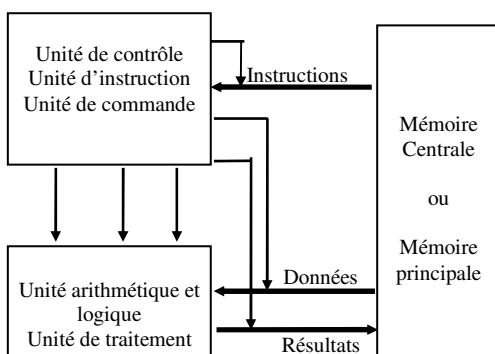 Unité de contrôle
Unité d'instruction
Unité de commande
Instructions
Mémoire
Centrale
ou
Mémoire
principale
Unité arithmétique et
logique
Unité de traitement
Données
Résultats